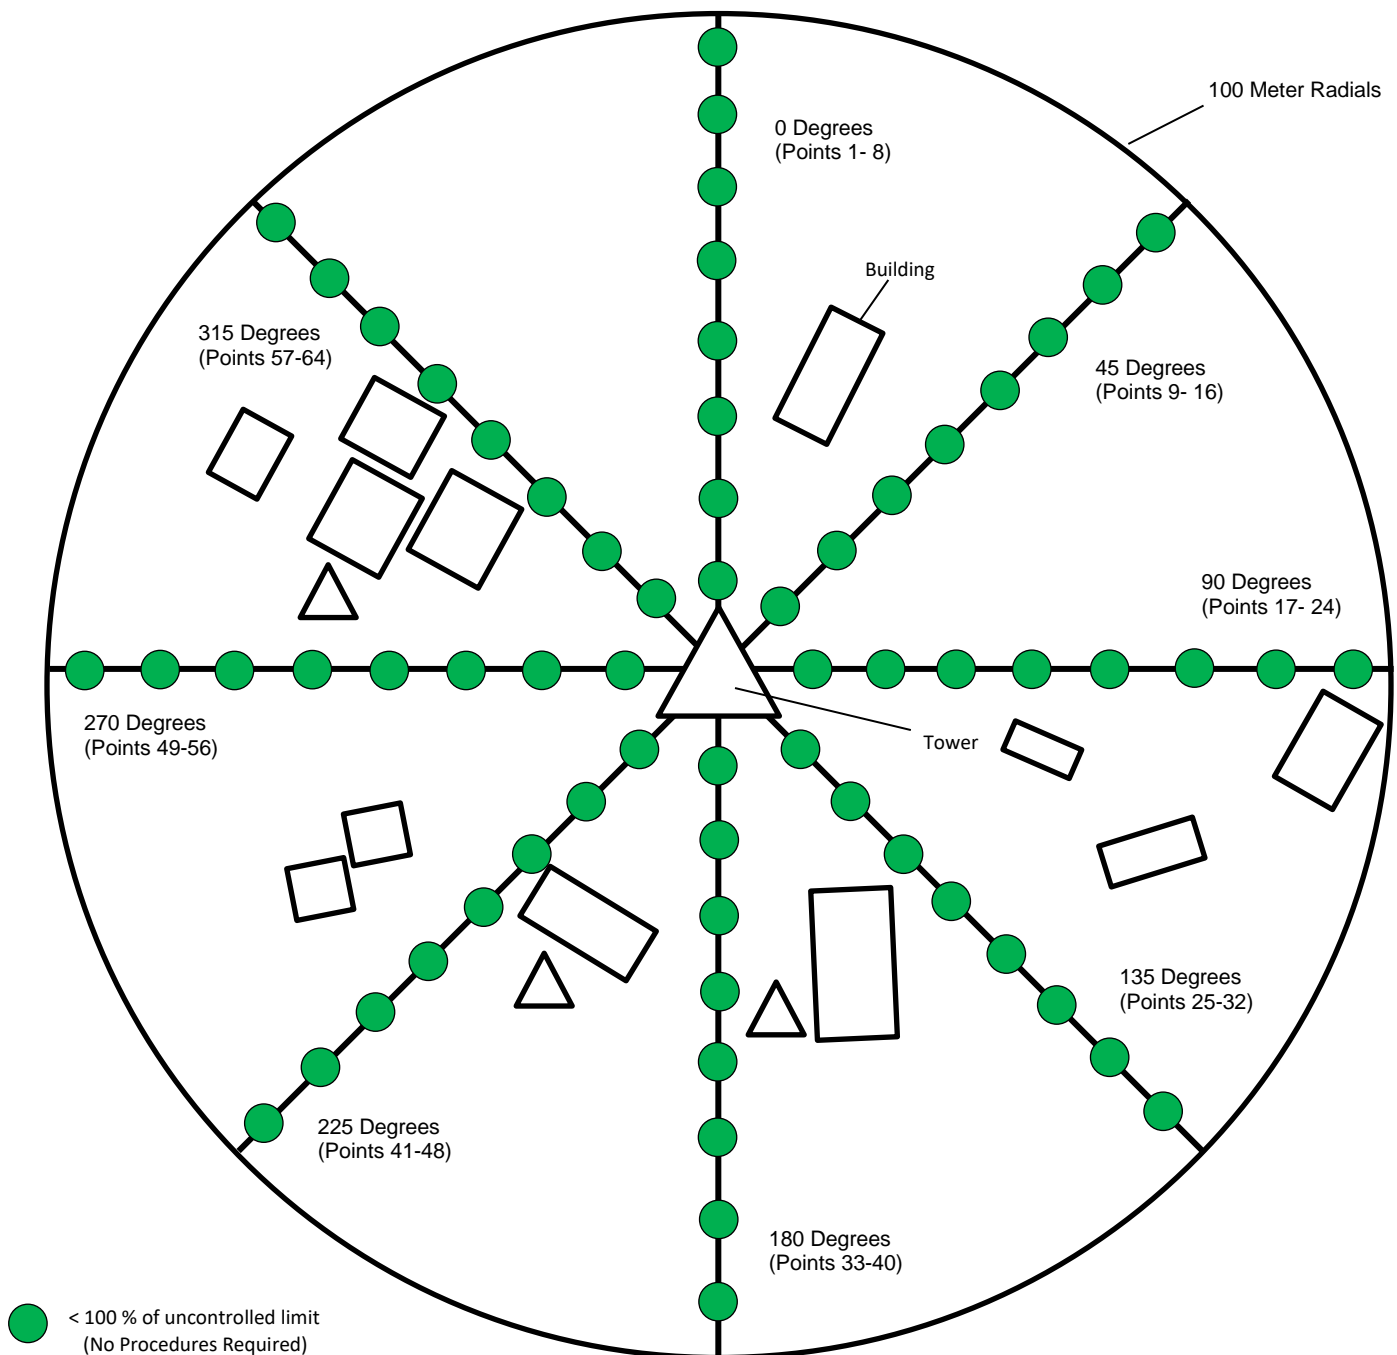 100 Meter Radials
0 Degrees
(Points 1- 8)
Building
315 Degrees
(Points 57-64)
45 Degrees
(Points 9- 16)
90 Degrees
(Points 17- 24)
270 Degrees
(Points 49-56)
Tower
135 Degrees
(Points 25-32)
225 Degrees
(Points 41-48)
180 Degrees
(Points 33-40)
< 100 % of uncontrolled limit
(No Procedures Required)